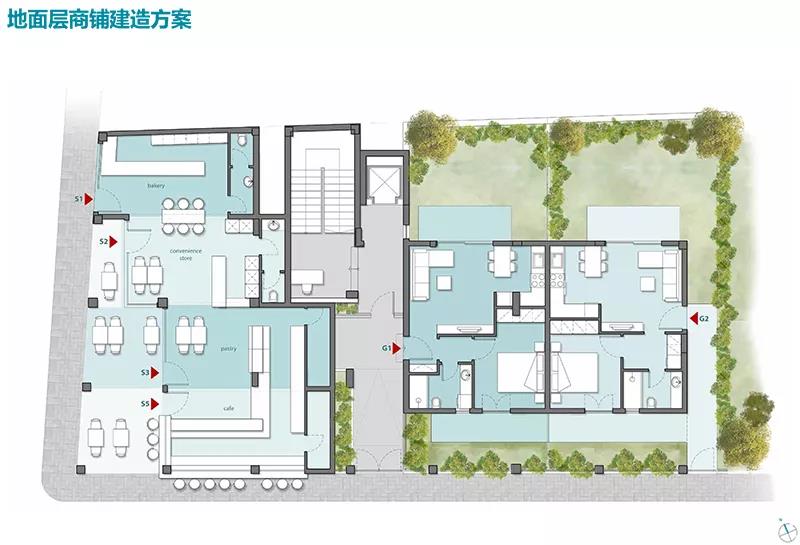 地面层商铺建造方案
bakery
S1
S2
convenience
store
pastry
S3
G1
G2
S5
cafe